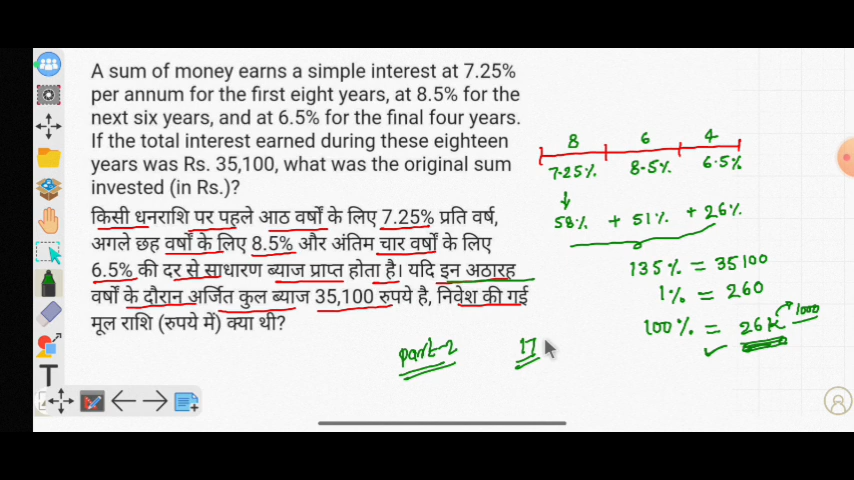 A sum of money earns a simple interest at 7.25%
per annum for the first eight years, at 8.5% for the
next six years, and at 6.5% for the final four years.
If the total interest earned during these eighteen
years was Rs. 35,100, what was the original sum
invested (in Rs.)?
किसी धनराशि पर पहले आठ वर्षों के लिए 7.25% प्रति वर्ष,
अगले छह वर्षों के लिए 8.5% और अंतिम चार वर्षों के लिए
6.5% की दर से साधारण ब्याज प्राप्त होता है। यदि इन अठारह
वर्षों के दौरान अर्जित कुल ब्याज 35,100 रुपये है, निवेश की गई
मूल राशि (रुपये में) क्या थी?
8 6 4
7.25% 8.5% 6.5%
58% + 51% + 26%
135% = 35100
1% = 260
100% = 26k 1000
Part-2 17
T